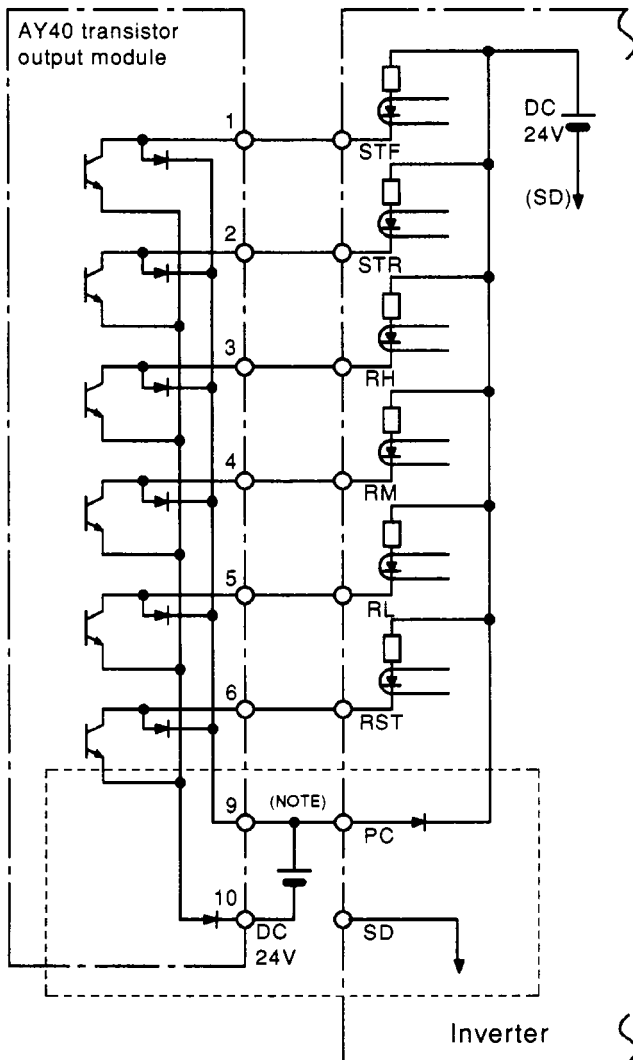 AY40 transistor
output module
1
STF
DC
24V
(SD)
2
STR
3
RH
4
RM
5
RL
6
RST
9
(NOTE)
PC
10
DC
24V
SD
Inverter